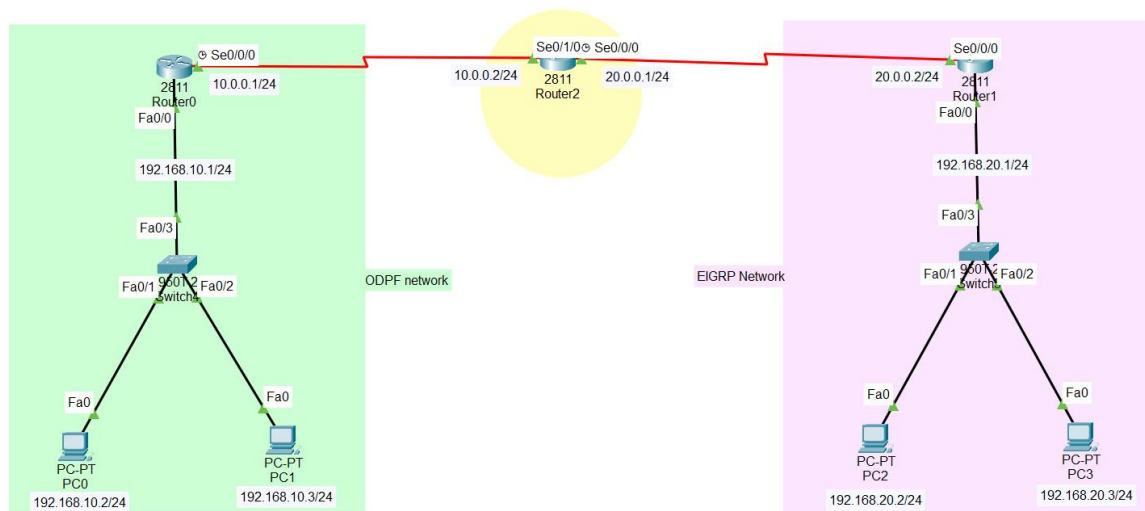 Se0/0/0
10.0.0.1/24
2811
Router0
Fa0/0
192.168.10.1/24
Fa0/3
Fa0/1
Fa0/2
Fa0
Fa0
PC-PT
PC0
192.168.10.2/24
PC-PT
PC1
192.168.10.3/24
ODPF network
Se0/1/0
Se0/0/0
10.0.0.2/24
20.0.0.1/24
2811
Router2
EIGRP Network
Se0/0/0
20.0.0.2/24
2811
Router1
Fa0/0
192.168.20.1/24
Fa0/3
Fa0/1
Fa0/2
Fa0
Fa0
PC-PT
PC2
192.168.20.2/24
PC-PT
PC3
192.168.20.3/24